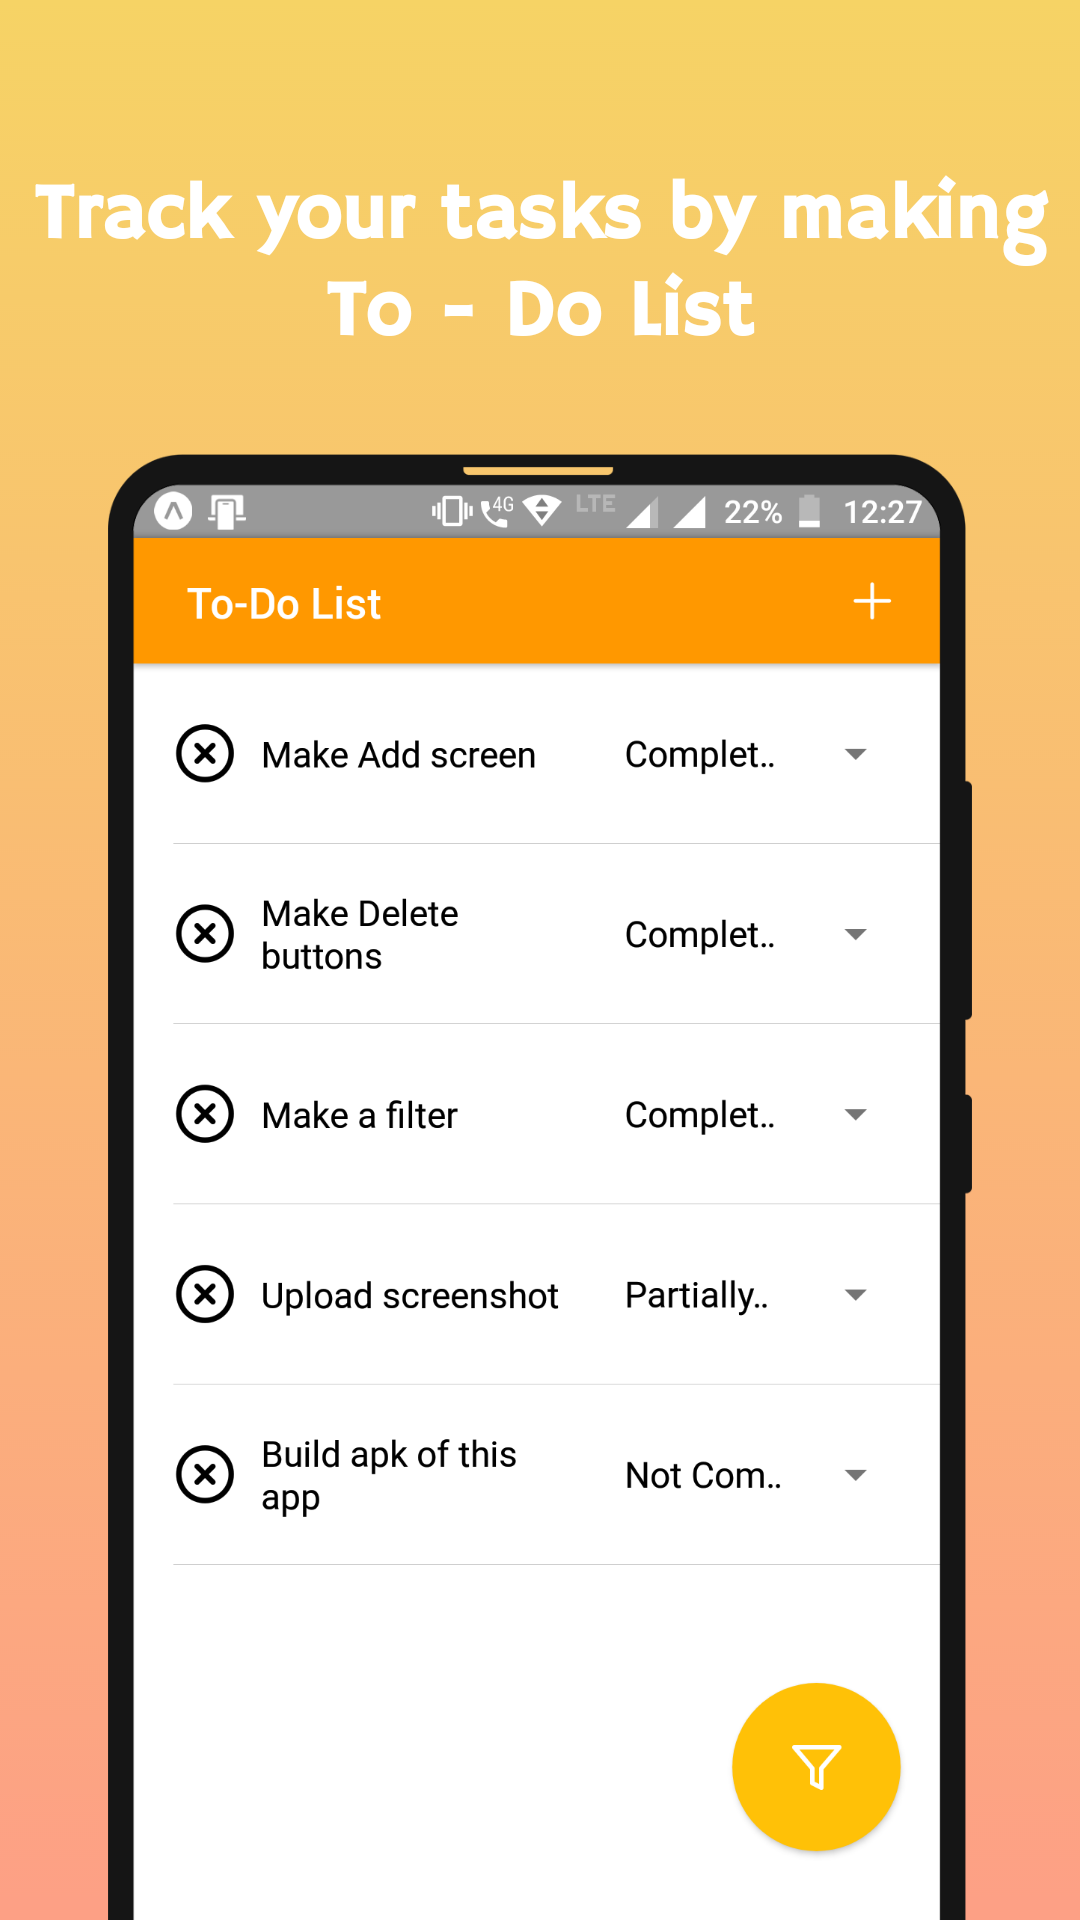 Track your tasks by making
To - Do List
4G LTE 22% 12:27
To-Do List
Make Add screen Complet..
Make Delete
buttons Complet..
Make a filter Complet..
Upload screenshot Partially..
Build apk of this
app Not Com..